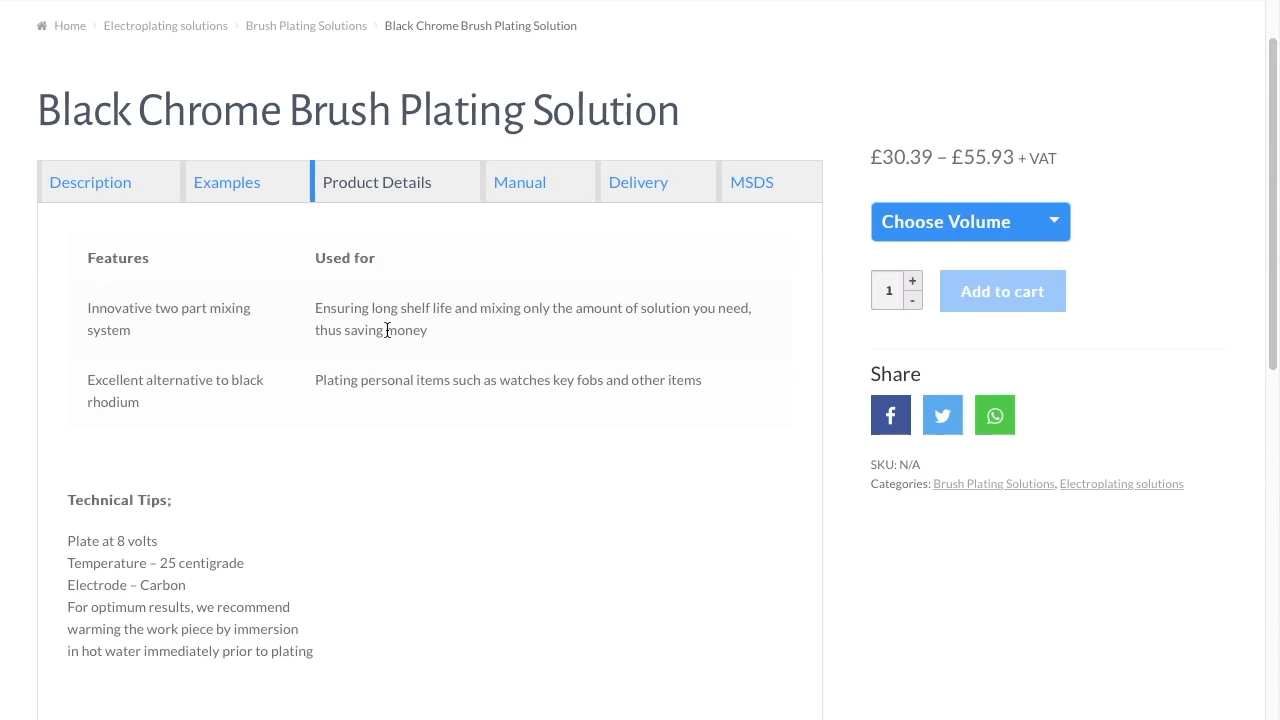 Home › Electroplating solutions › Brush Plating Solutions › Black Chrome Brush Plating Solution
Black Chrome Brush Plating Solution
£30.39 – £55.93 + VAT
Description Examples Product Details Manual Delivery MSDS
Choose Volume
Features Used for
1 + - Add to cart
Innovative two part mixing Ensuring long shelf life and mixing only the amount of solution you need,
system thus saving money
Share
Excellent alternative to black Plating personal items such as watches key fobs and other items
rhodium
SKU: N/A
Categories: Brush Plating Solutions, Electroplating solutions
Technical Tips;
Plate at 8 volts
Temperature – 25 centigrade
Electrode – Carbon
For optimum results, we recommend
warming the work piece by immersion
in hot water immediately prior to plating